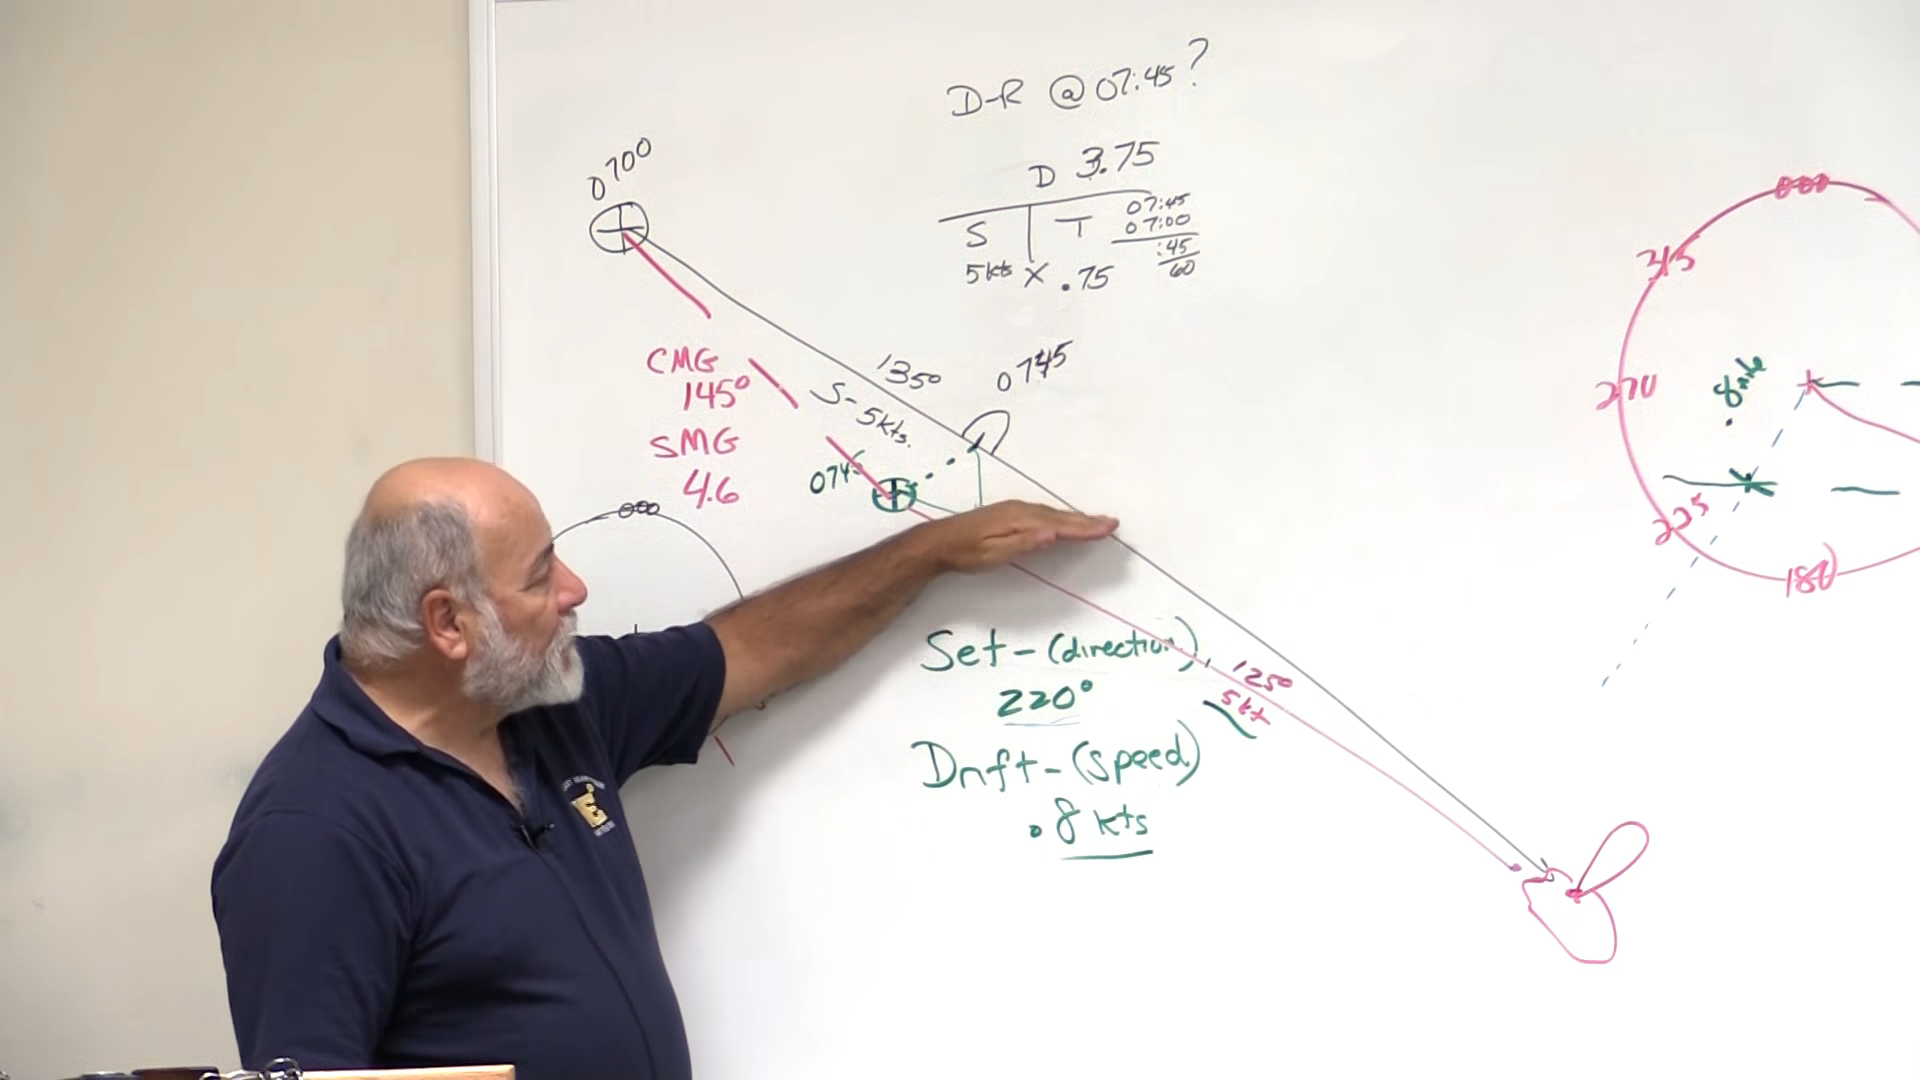 D-R @ 07:45?
0700
D 3.75
S
T
07:45
07:00
:45
60
5kts X .75
CMG
145°
SMG
4.6
135°
S-5kts.
0745
0745
000
Set-(direction)
220°
Drift-(speed)
.8 kts
125°
5kt
000
315
270
225
180